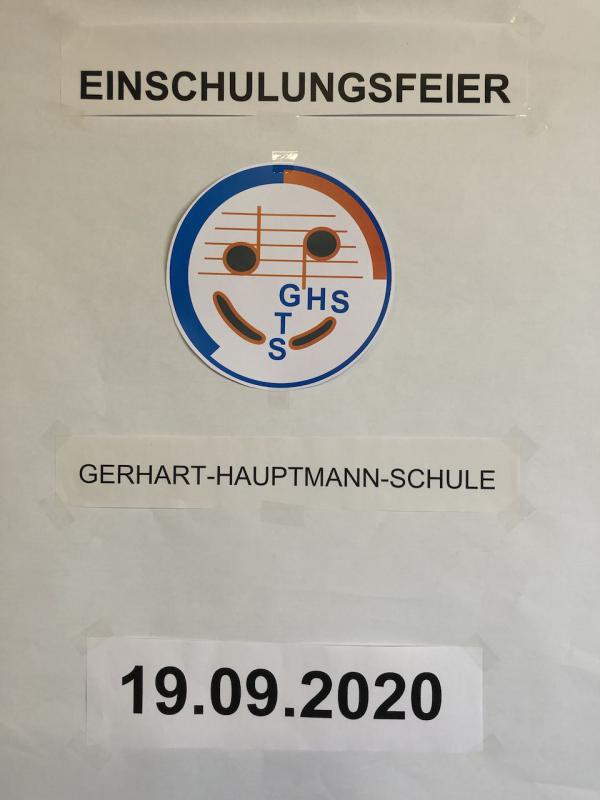 EINSCHULUNGSFEIER
GHS
T
S
GERHART-HAUPTMANN-SCHULE
19.09.2020